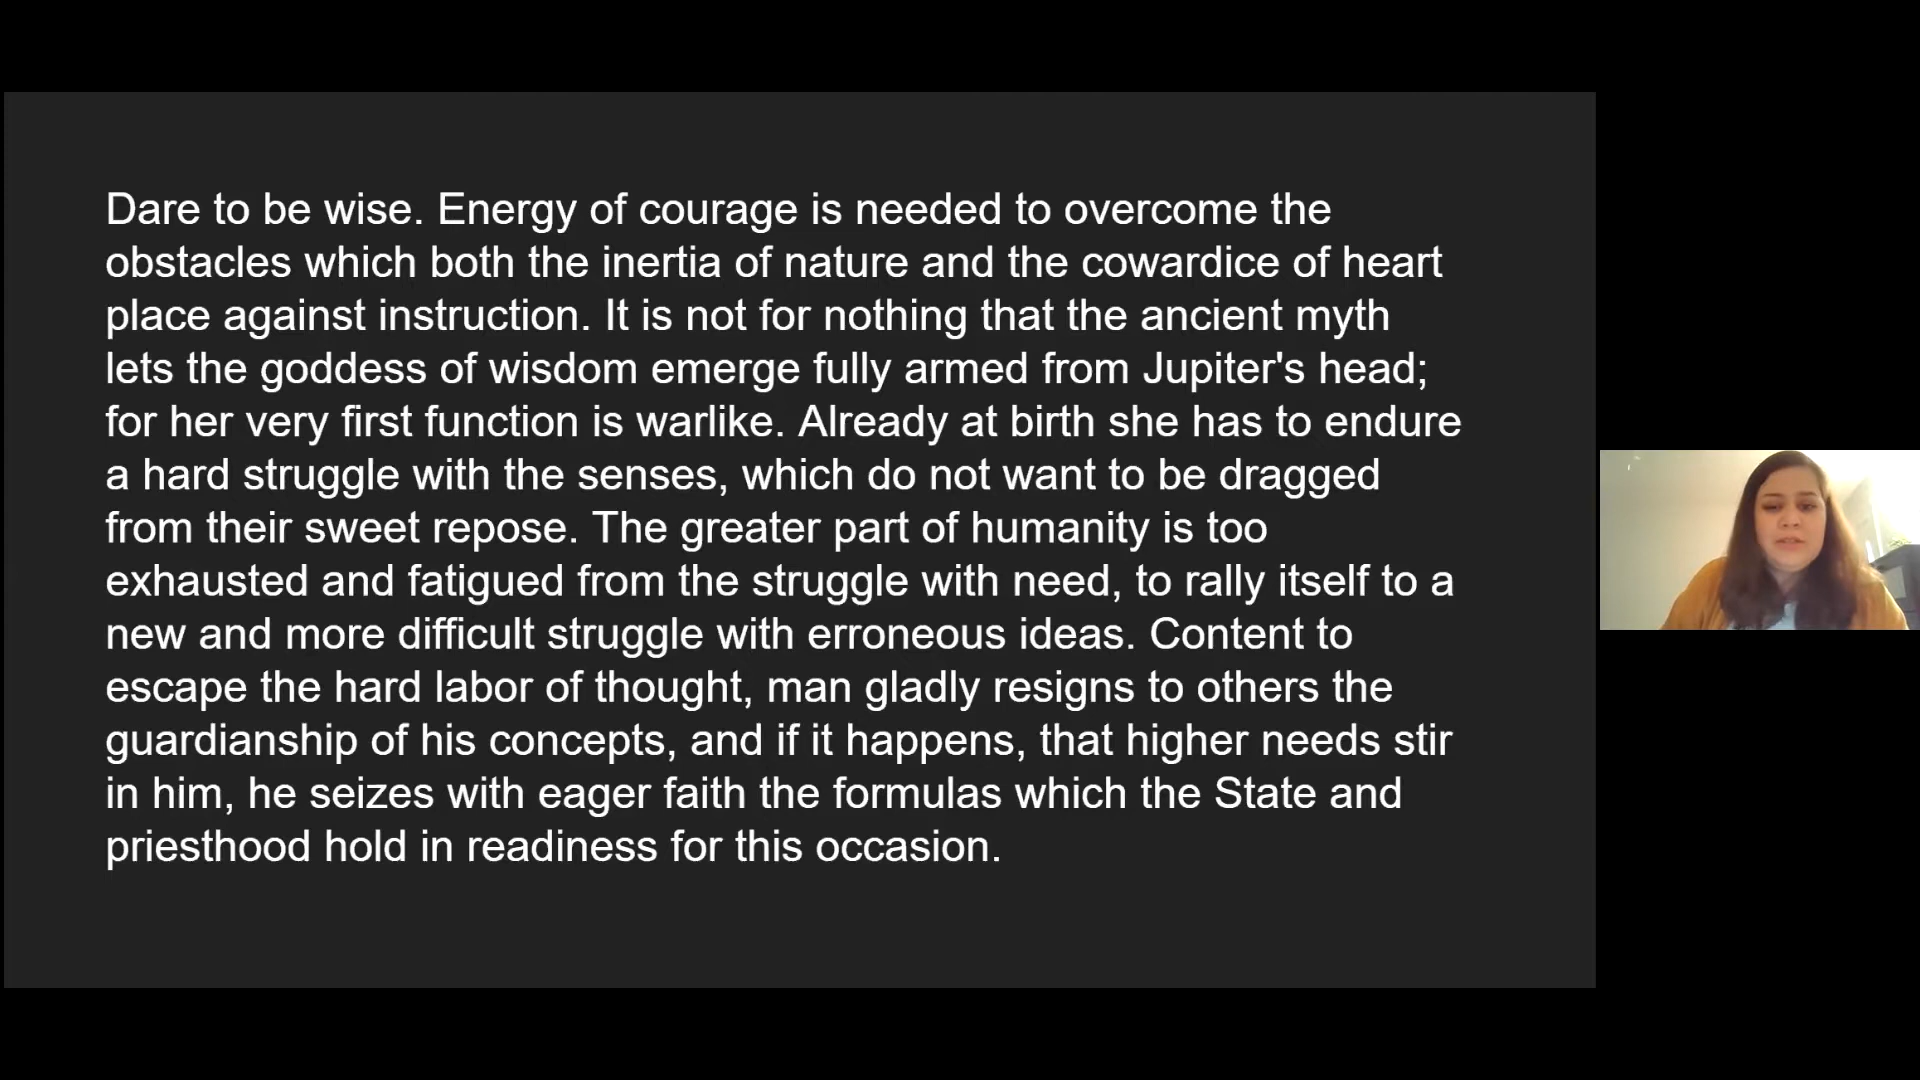 Dare to be wise. Energy of courage is needed to overcome the
obstacles which both the inertia of nature and the cowardice of heart
place against instruction. It is not for nothing that the ancient myth
lets the goddess of wisdom emerge fully armed from Jupiter's head;
for her very first function is warlike. Already at birth she has to endure
a hard struggle with the senses, which do not want to be dragged
from their sweet repose. The greater part of humanity is too
exhausted and fatigued from the struggle with need, to rally itself to a
new and more difficult struggle with erroneous ideas. Content to
escape the hard labor of thought, man gladly resigns to others the
guardianship of his concepts, and if it happens, that higher needs stir
in him, he seizes with eager faith the formulas which the State and
priesthood hold in readiness for this occasion.